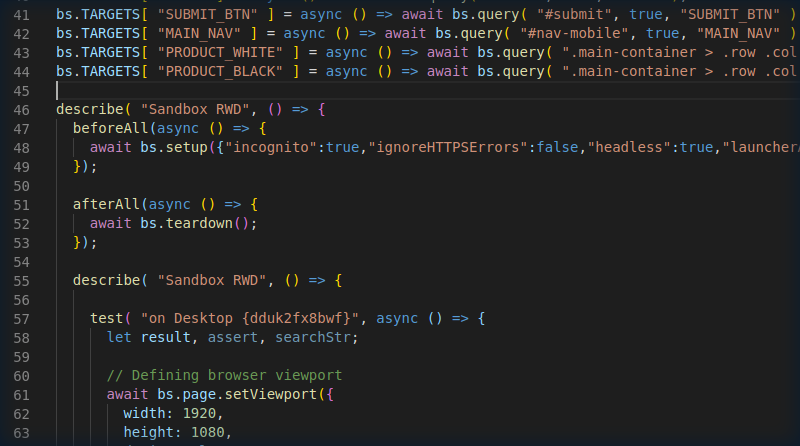 41 bs.TARGETS[ "SUBMIT_BTN" ] = async () => await bs.query( "#submit", true, "SUBMIT_BTN" )
42 bs.TARGETS[ "MAIN_NAV" ] = async () => await bs.query( "#nav-mobile", true, "MAIN_NAV" )
43 bs.TARGETS[ "PRODUCT_WHITE" ] = async () => await bs.query( ".main-container > .row .col
44 bs.TARGETS[ "PRODUCT_BLACK" ] = async () => await bs.query( ".main-container > .row .col
45
46 describe( "Sandbox RWD", () => {
47 beforeAll(async () => {
48 await bs.setup({"incognito":true,"ignoreHTTPSErrors":false,"headless":true,"launcherA
49 });
50
51 afterAll(async () => {
52 await bs.teardown();
53 });
54
55 describe( "Sandbox RWD", () => {
56
57 test( "on Desktop {dduk2fx8bwf}", async () => {
58 let result, assert, searchStr;
59
60 // Defining browser viewport
61 await bs.page.setViewport({
62 width: 1920,
63 height: 1080,